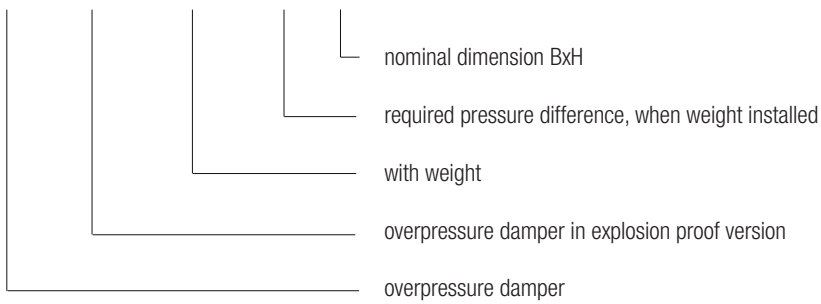 nominal dimension BxH
required pressure difference, when weight installed
with weight
overpressure damper in explosion proof version
overpressure damper